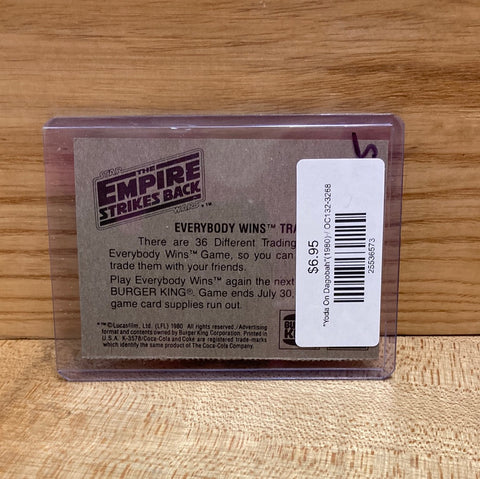 STAR
THE
EMPIRE
STRIKES BACK
WARS ™
EVERYBODY WINS™
There are 36 Different Trading
Everybody Wins™ Game, so you can
trade them with your friends.
Play Everybody Wins™ again the next
BURGER KING®. Game ends July 30,
game card supplies run out.
™© Lucasfilm, Ltd. (LFL) 1980 All rights reserved / Advertising
format and contents owned by Burger King Corporation. Printed in
U.S.A. K-3578/Coca-Cola and Coke are registered trade-marks
which identify the same product of The Coca-Cola Company.
$6.95
"Yoda On Dagobah"(1980) / OC132-3268
25536573